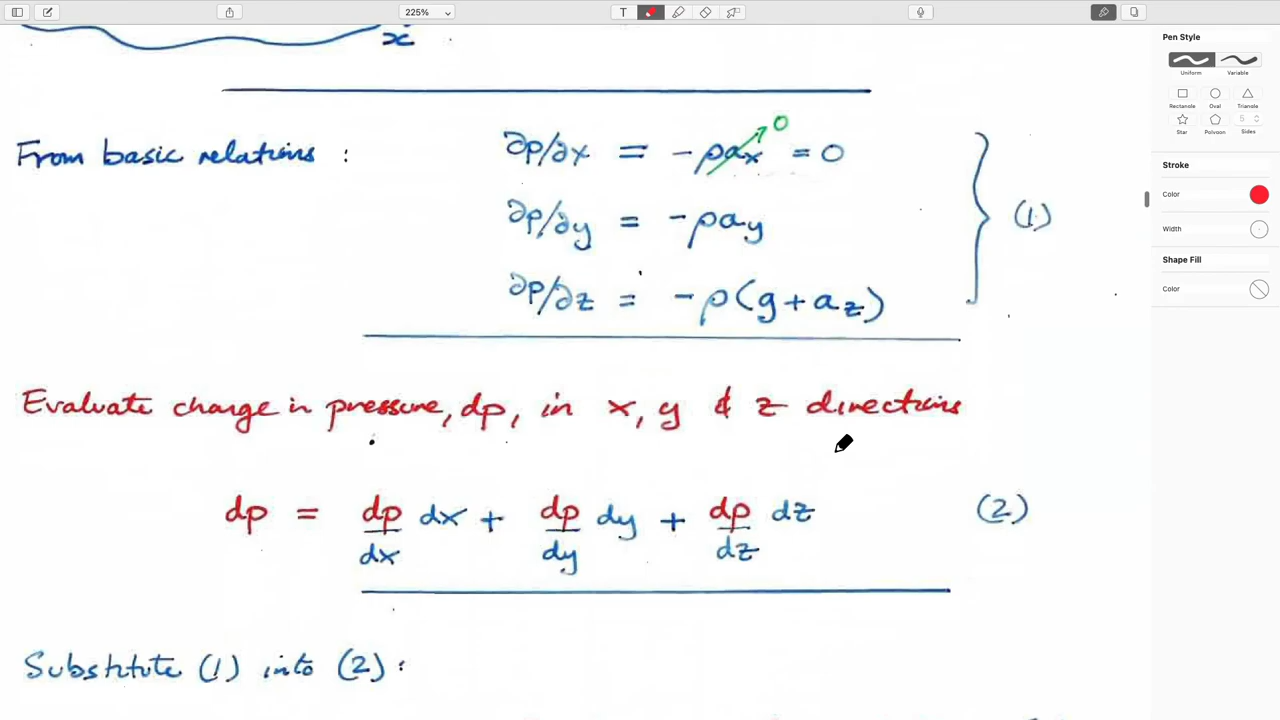 225%
T
Pen Style
Uniform
Variable
Rectangle
Oval
Triangle
Star
Polygon
5
Sides
Stroke
Color
Width
Shape Fill
Color
x
From basic relations :
∂p/∂x = -ρax = 0
0
∂p/∂y = -ρay
(1)
∂p/∂z = -ρ(g+az)
Evaluate change in pressure, dp, in x, y & z directions
dp = dp/dx dx + dp/dy dy + dp/dz dz (2)
Substitute (1) into (2) :